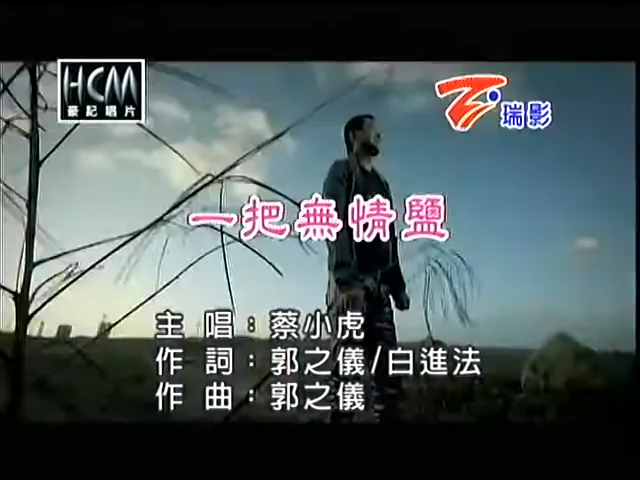 HCM
豪記唱片
瑞影
一把無情鹽
主 唱：蔡小虎
作 詞：郭之儀/白進法
作 曲：郭之儀